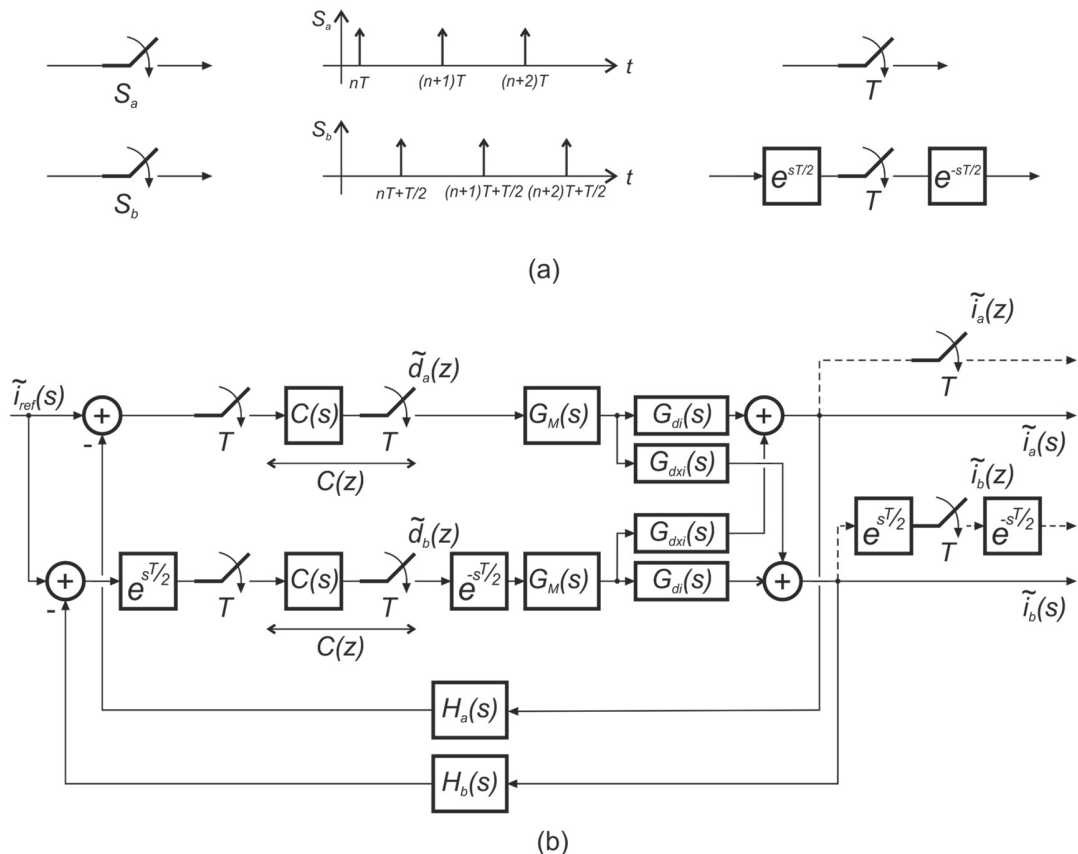 S_a
S_b
S_a
t
nT
(n+1)T
(n+2)T
S_b
t
nT+T/2
(n+1)T+T/2
(n+2)T+T/2
T
e^{sT/2}
T
e^{-sT/2}
(a)
ĩ_a(z)
T
ĩ_ref(s)
+
-
T
C(s)
d̃_a(z)
T
C(z)
G_M(s)
G_di(s)
G_dxi(s)
+
ĩ_a(s)
ĩ_b(z)
e^{sT/2}
T
e^{-sT/2}
+
-
e^{sT/2}
T
C(s)
d̃_b(z)
T
C(z)
e^{-sT/2}
G_M(s)
G_dxi(s)
G_di(s)
+
ĩ_b(s)
H_a(s)
H_b(s)
(b)